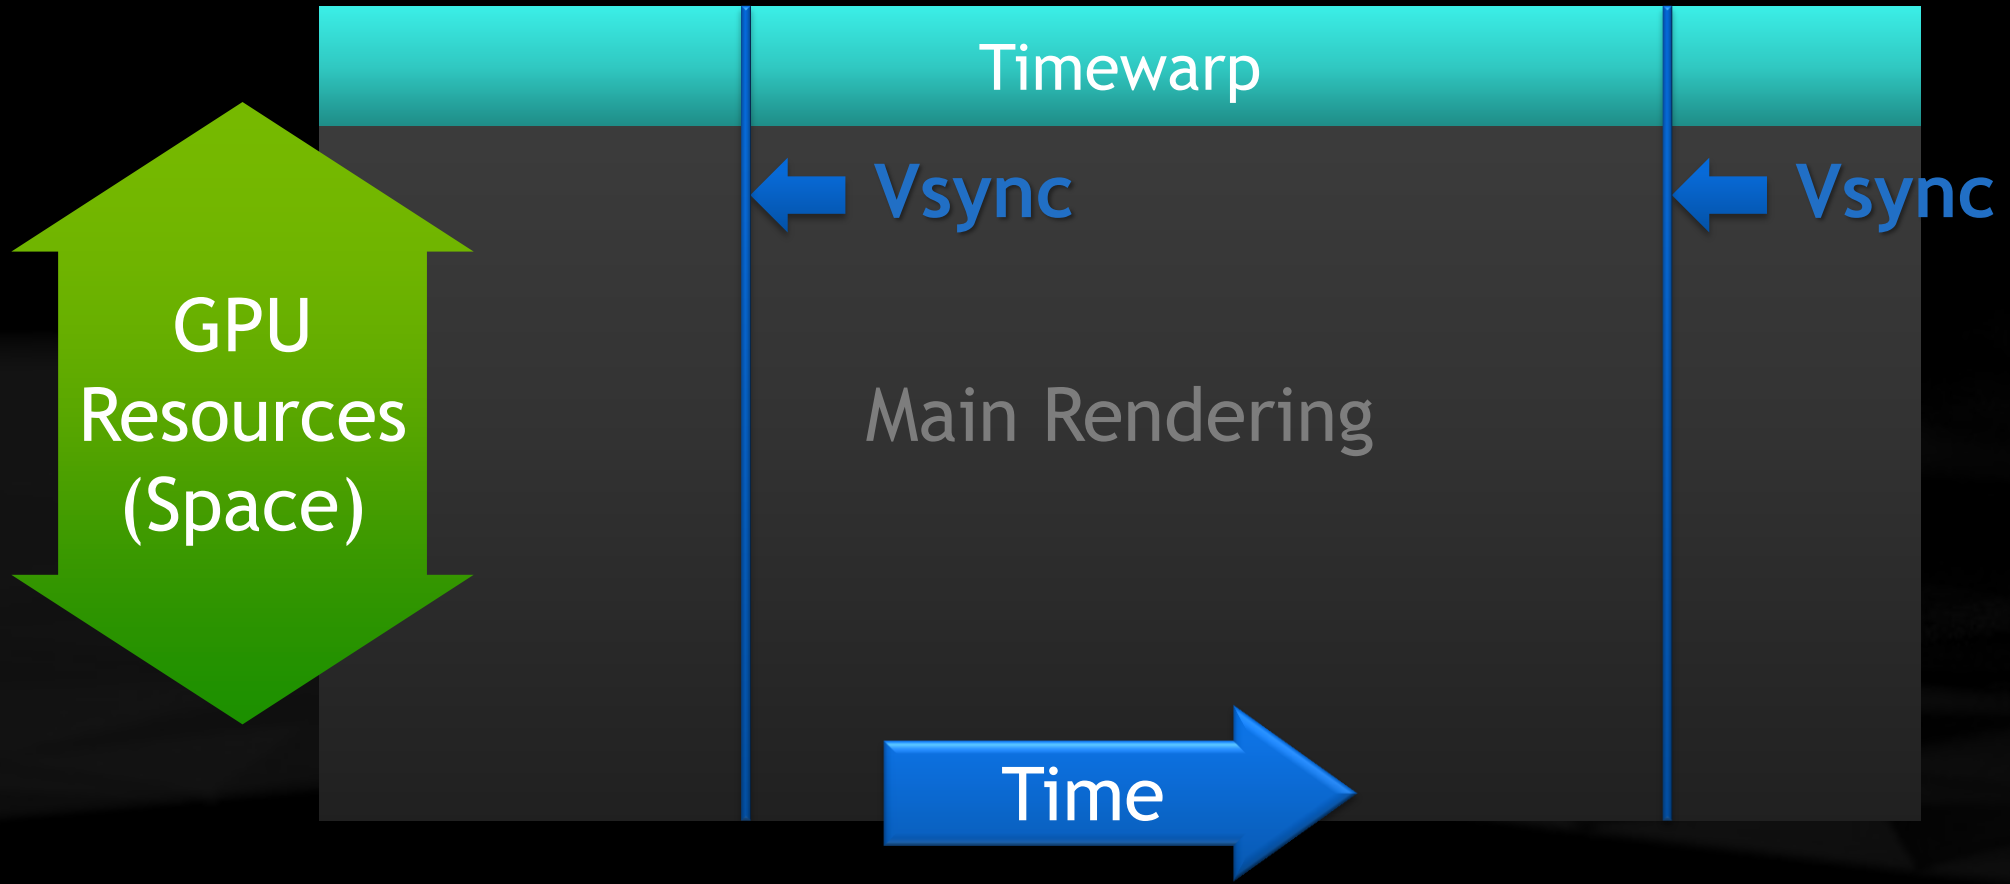 Timewarp
Vsync
Vsync
GPU
Resources
(Space)
Main Rendering
Time